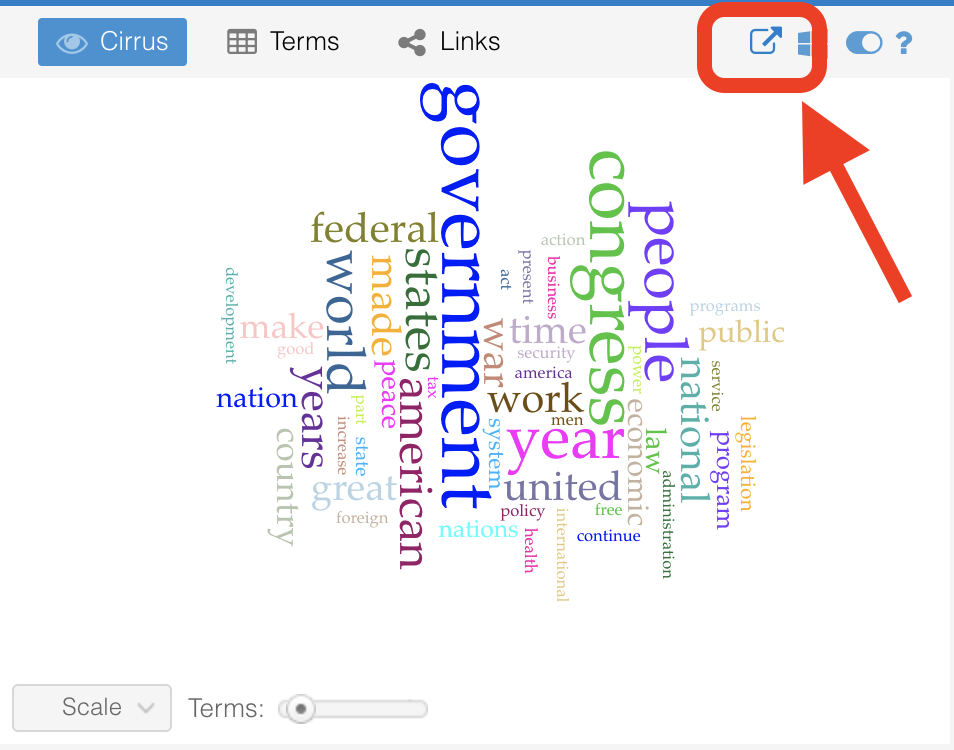 Cirrus Terms Links ?
government
congress
people
federal
action
states
world
made
present
act
business
development
programs
make
war
time
public
good
security
power
america
national
service
years
peace
tax
american
nation
work
part
men
economic
increase
state
system
year
law
program
legislation
country
great
united
administration
foreign
policy
free
international
nations
health
continue
Scale Terms: